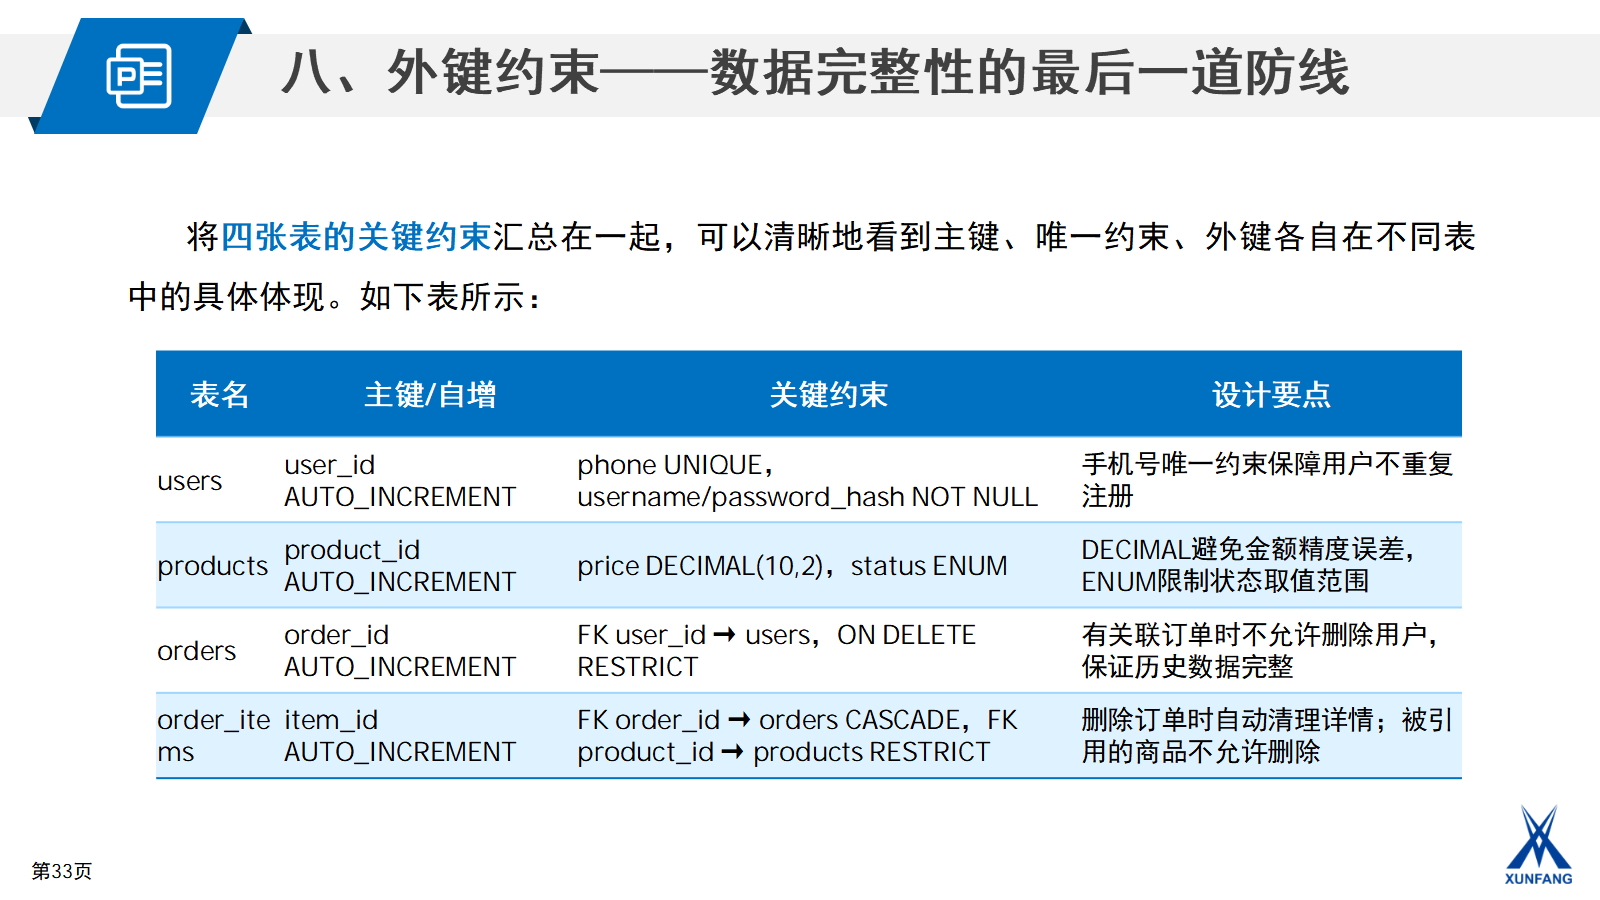 八、外键约束——数据完整性的最后一道防线
将四张表的关键约束汇总在一起，可以清晰地看到主键、唯一约束、外键各自在不同表
中的具体体现。如下表所示：
表名 主键/自增 关键约束 设计要点
users
user_id
AUTO_INCREMENT
phone UNIQUE，
username/password_hash NOT NULL
手机号唯一约束保障用户不重复
注册
products
product_id
AUTO_INCREMENT
price DECIMAL(10,2)，status ENUM
DECIMAL避免金额精度误差，
ENUM限制状态取值范围
orders
order_id
AUTO_INCREMENT
FK user_id → users，ON DELETE
RESTRICT
有关联订单时不允许删除用户，
保证历史数据完整
order_ite
ms
item_id
AUTO_INCREMENT
FK order_id → orders CASCADE，FK
product_id → products RESTRICT
删除订单时自动清理详情；被引
用的商品不允许删除
第33页
XUNFANG